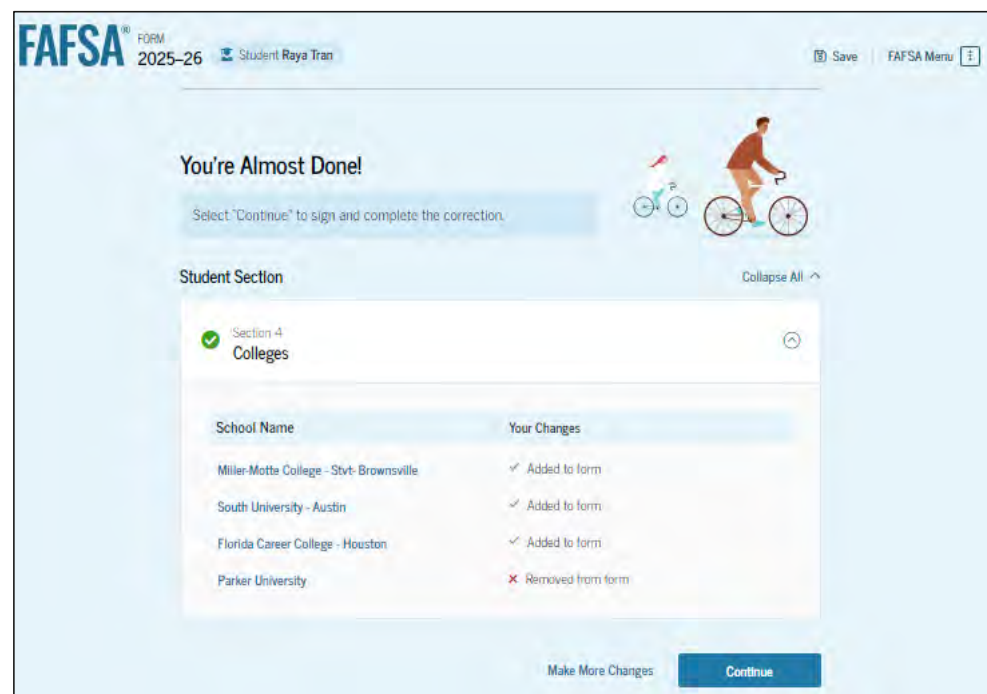 FAFSA® FORM 2025–26 Student Raya Tran Save FAFSA Menu
You're Almost Done!
Select "Continue" to sign and complete the correction.
Student Section Collapse All
Section 4
Colleges
School Name Your Changes
Miller-Motte College - Stvt- Brownsville Added to form
South University - Austin Added to form
Florida Career College - Houston Added to form
Parker University Removed from form
Make More Changes Continue